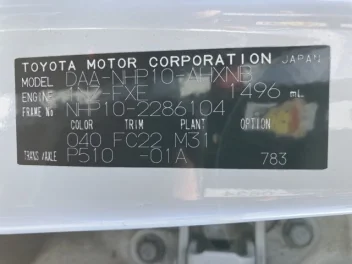 TOYOTA MOTOR CORPORATION JAPAN
MODEL DAA-NHP10-AHXNB
ENGINE 1NZ-FXE 1496 mL
FRAME No. NHP10-2286104
COLOR TRIM PLANT OPTION
040 FC22 M31
TRANS/AXLE P510 -01A 783